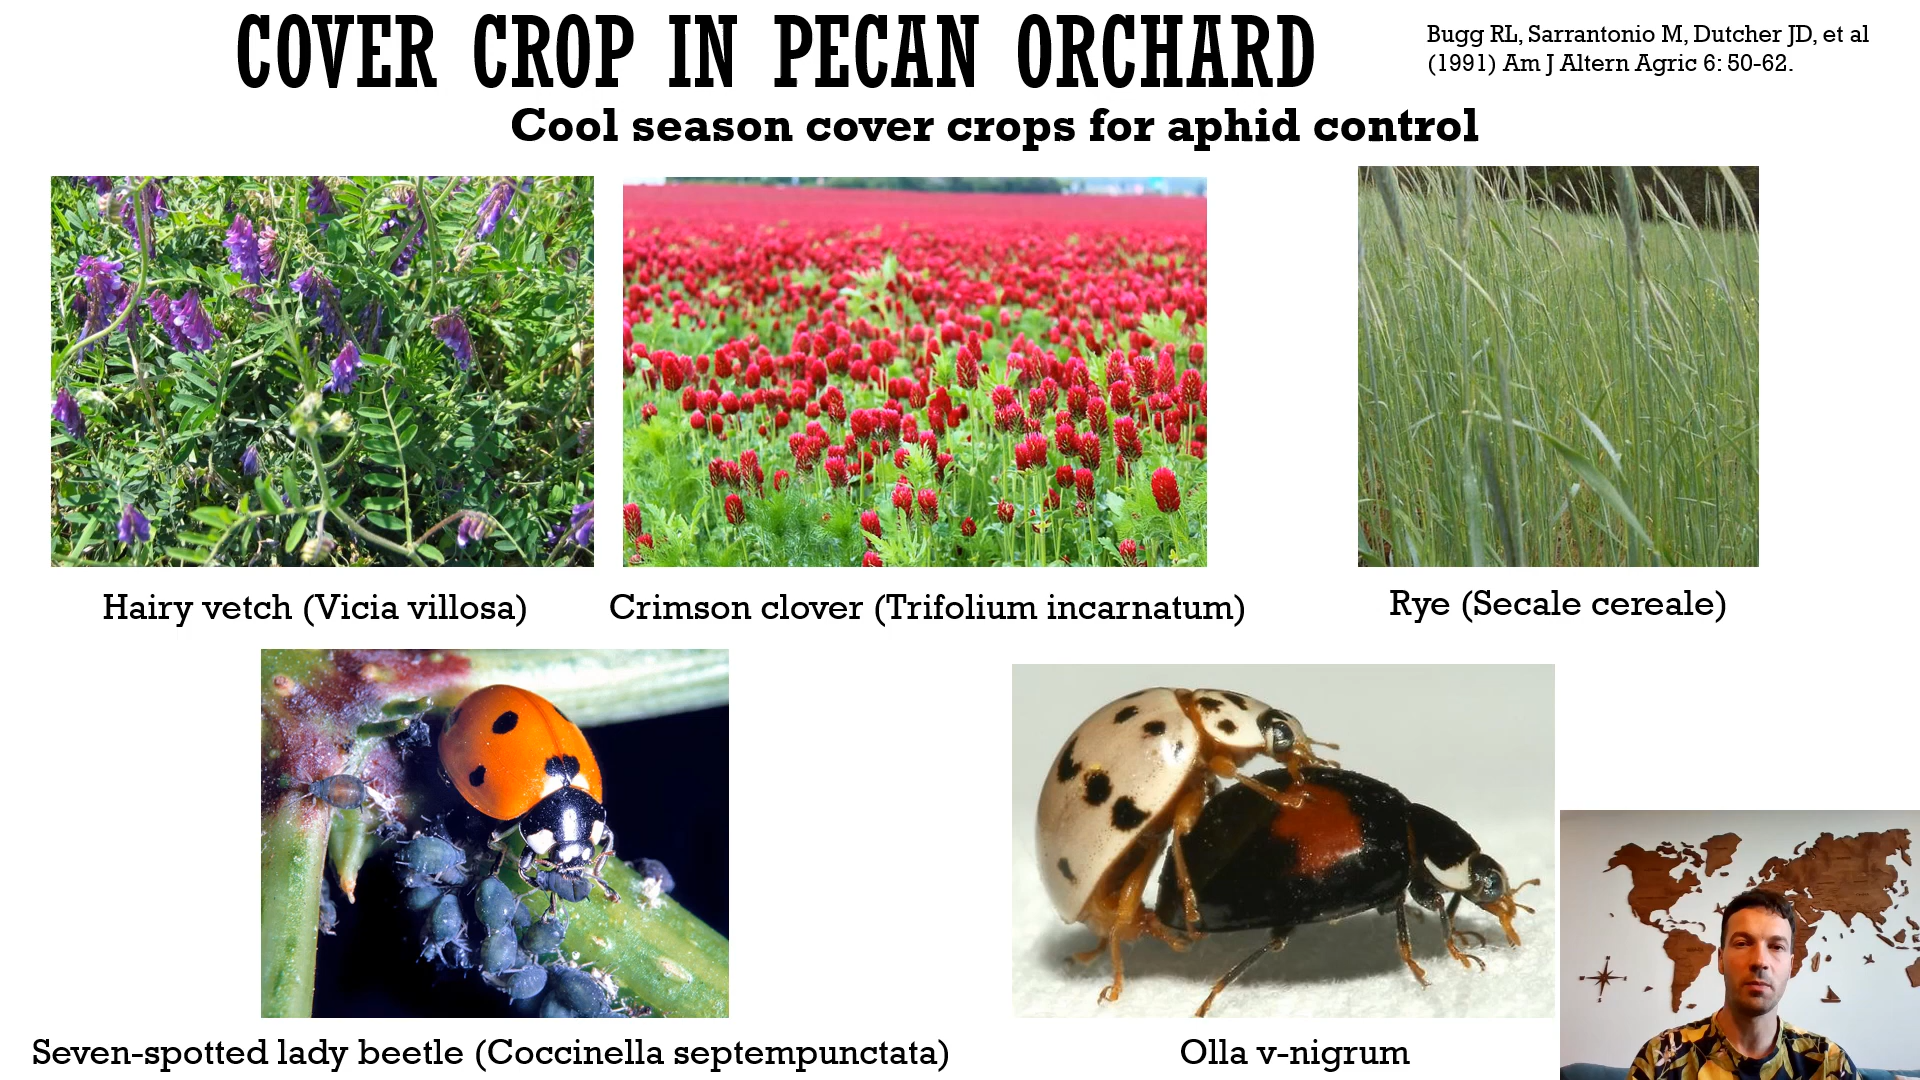 COVER CROP IN PECAN ORCHARD
Bugg RL, Sarrantonio M, Dutcher JD, et al
(1991) Am J Altern Agric 6: 50-62.
Cool season cover crops for aphid control
Hairy vetch (Vicia villosa)
Crimson clover (Trifolium incarnatum)
Rye (Secale cereale)
Seven-spotted lady beetle (Coccinella septempunctata)
Olla v-nigrum